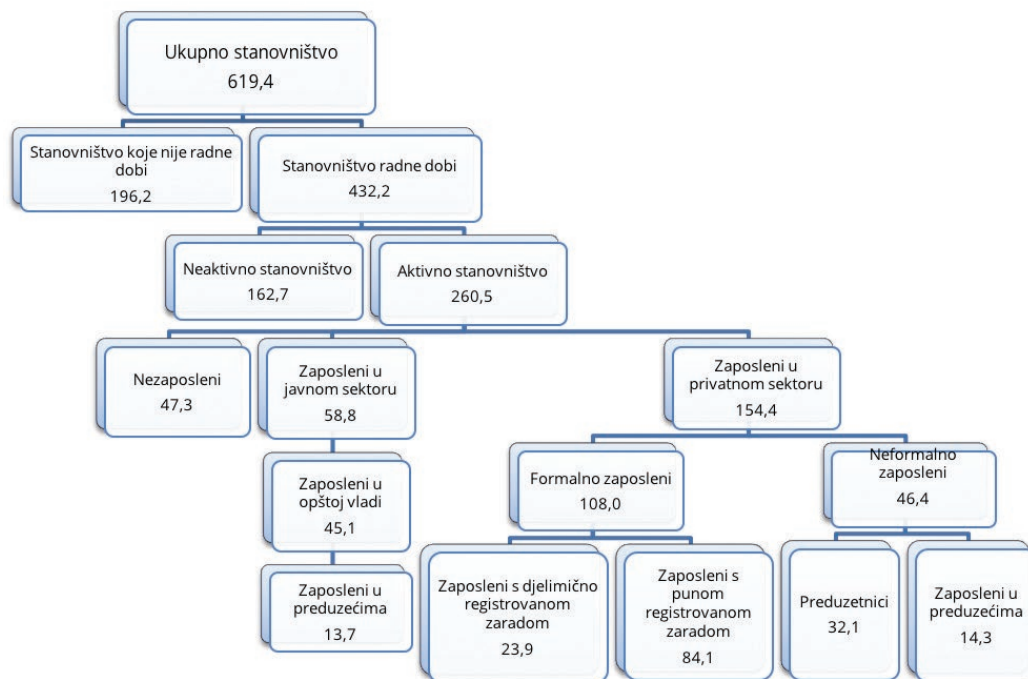 Ukupno stanovništvo
619,4
Stanovništvo koje nije radne
dobi
196,2
Stanovništvo radne dobi
432,2
Neaktivno stanovništvo
162,7
Aktivno stanovništvo
260,5
Nezaposleni
47,3
Zaposleni u
javnom sektoru
58,8
Zaposleni u
privatnom sektoru
154,4
Zaposleni u
opštoj vladi
45,1
Formalno zaposleni
108,0
Neformalno
zaposleni
46,4
Zaposleni u
preduzećima
13,7
Zaposleni s djelimično
registrovanom
zaradom
23,9
Zaposleni s
punom
registrovanom
zaradom
84,1
Preduzetnici
32,1
Zaposleni u
preduzećima
14,3